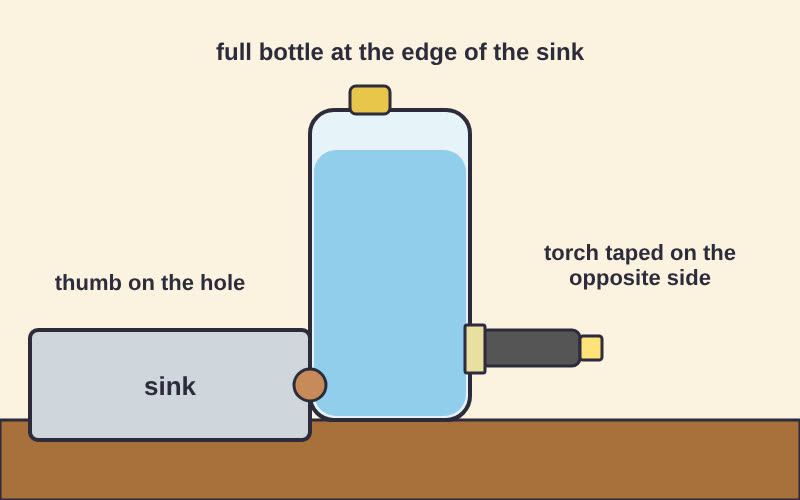 full bottle at the edge of the sink
torch taped on the
opposite side
thumb on the hole
sink